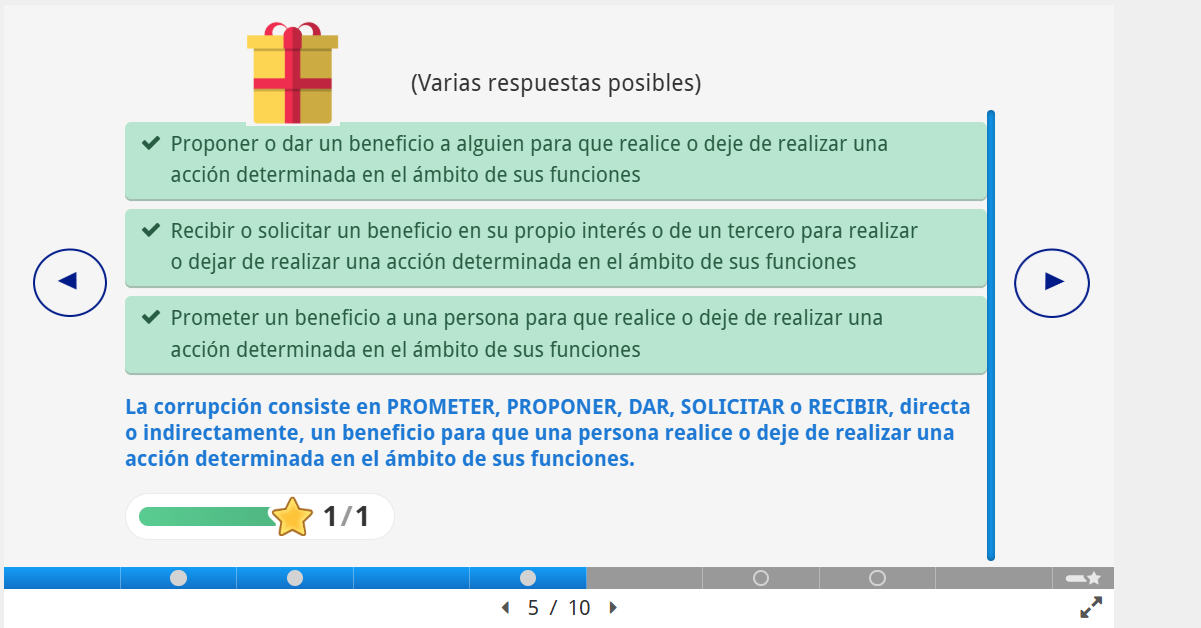 (Varias respuestas posibles)
Proponer o dar un beneficio a alguien para que realice o deje de realizar una
acción determinada en el ámbito de sus funciones
Recibir o solicitar un beneficio en su propio interés o de un tercero para realizar
o dejar de realizar una acción determinada en el ámbito de sus funciones
Prometer un beneficio a una persona para que realice o deje de realizar una
acción determinada en el ámbito de sus funciones
La corrupción consiste en PROMETER, PROPONER, DAR, SOLICITAR o RECIBIR, directa
o indirectamente, un beneficio para que una persona realice o deje de realizar una
acción determinada en el ámbito de sus funciones.
1/1
5 / 10